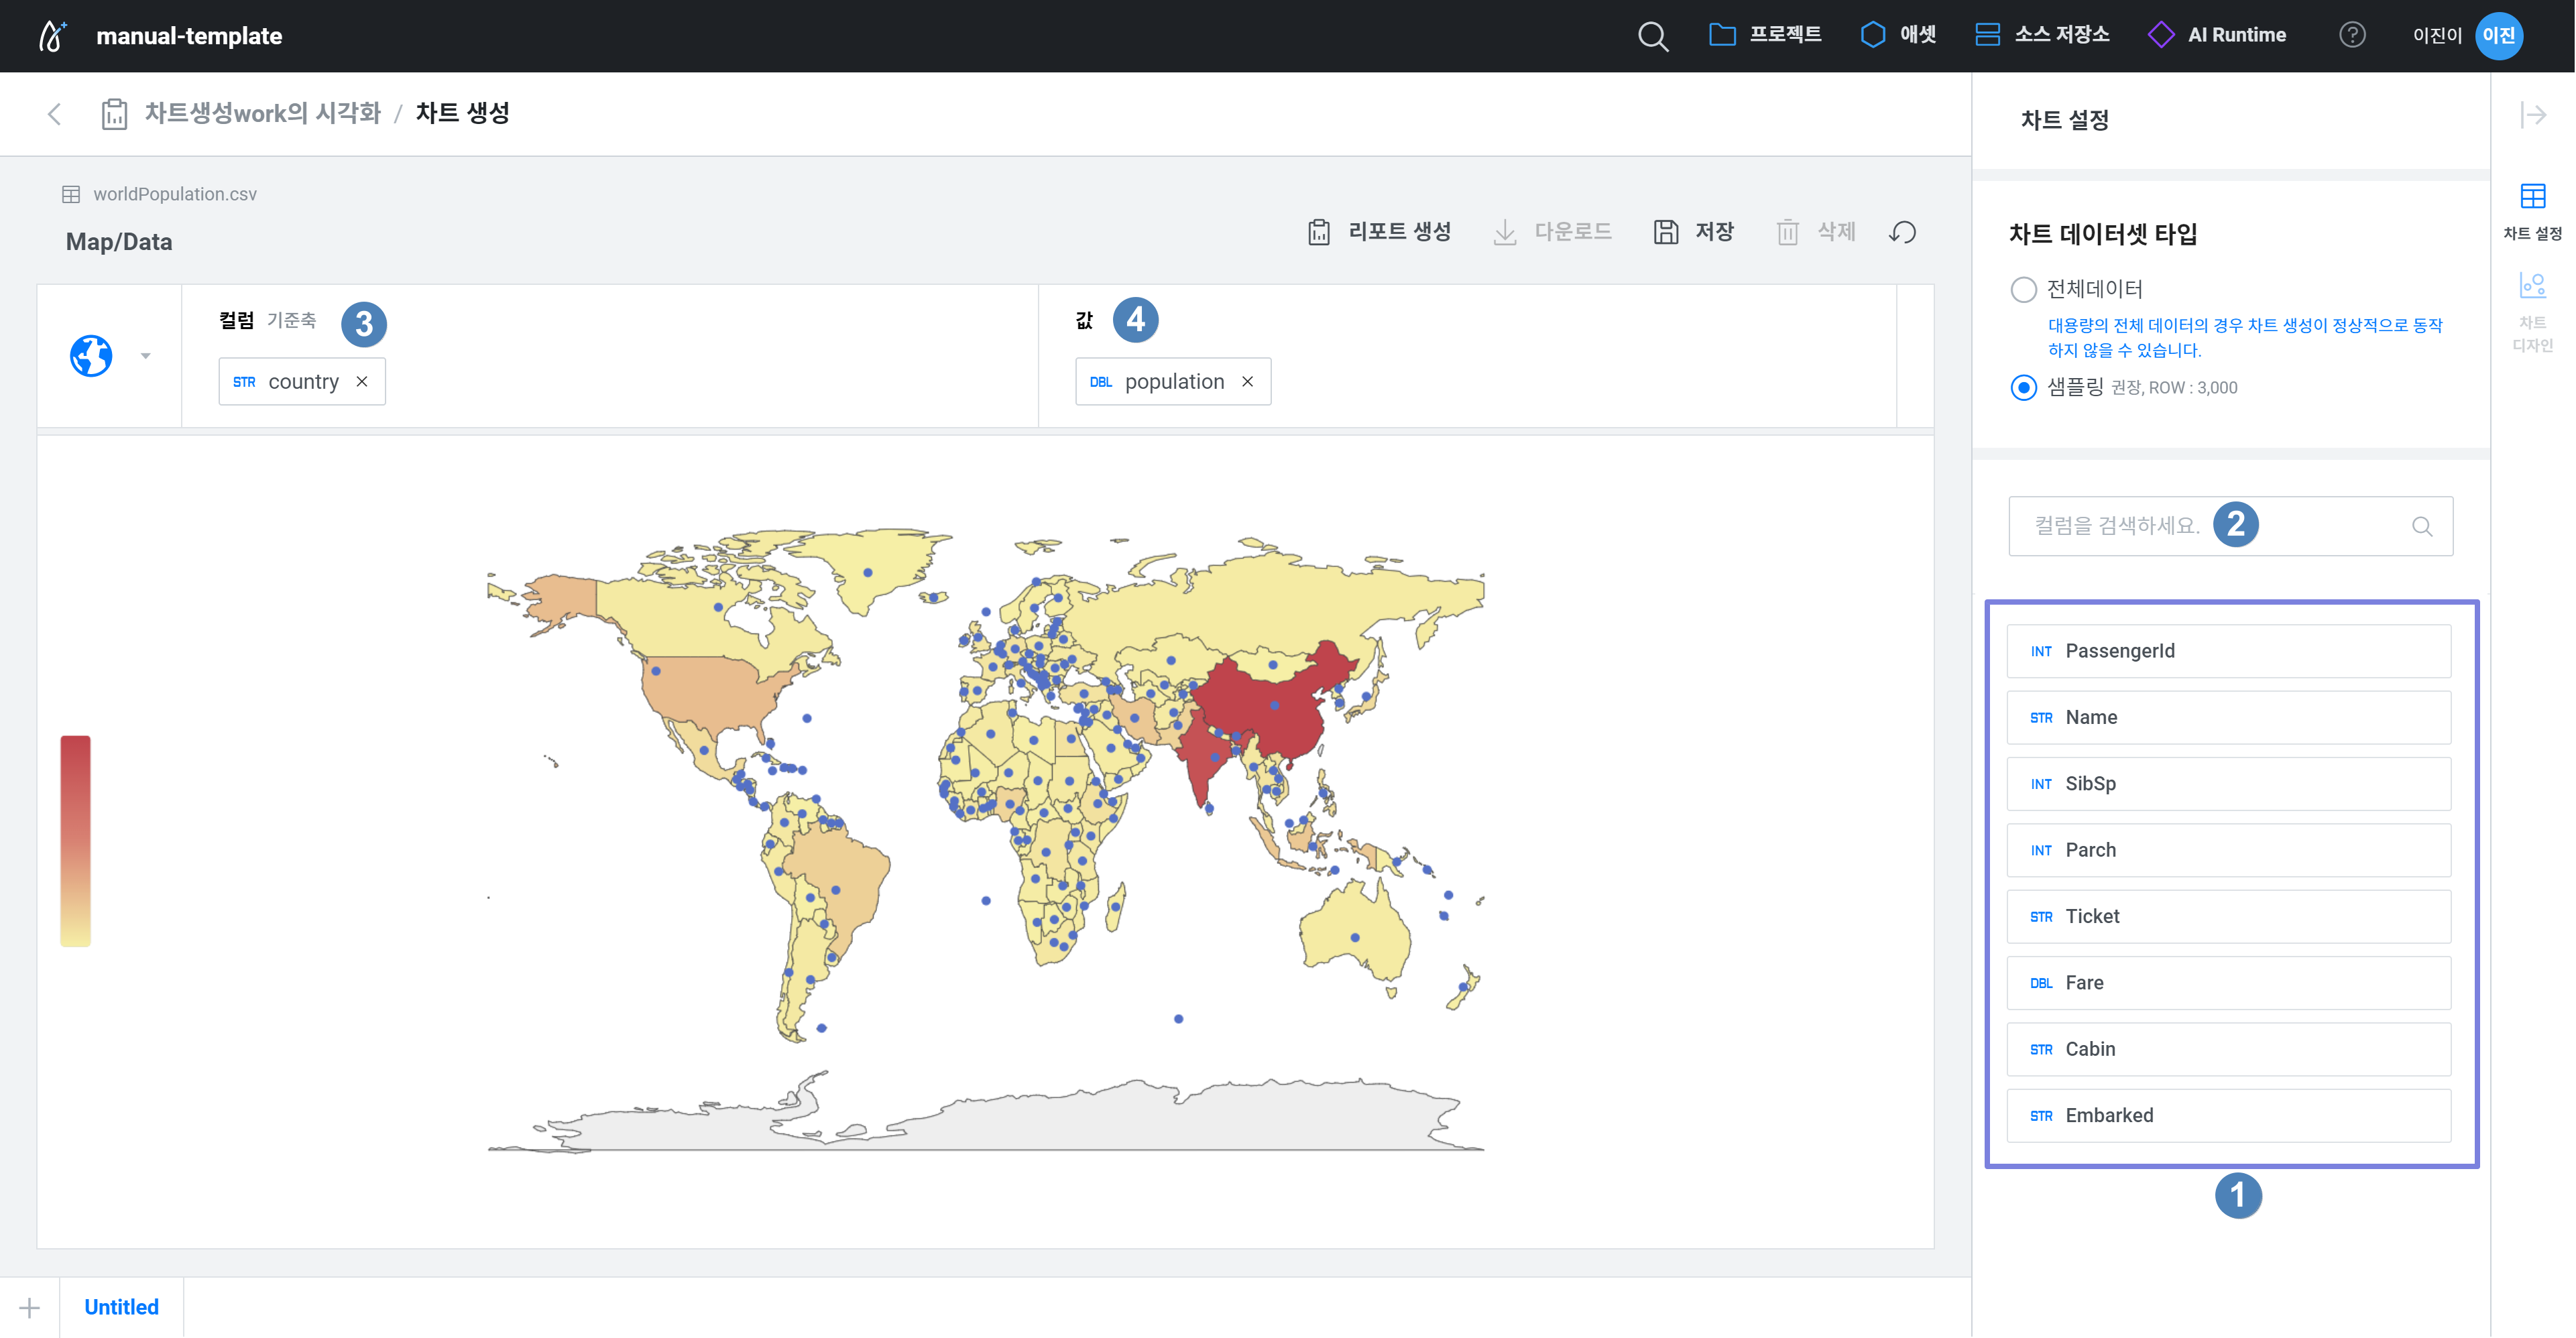 manual-template
프로젝트
애셋
소스 저장소
AI Runtime
?
이진이
이진
차트생성work의 시각화 / 차트 생성
worldPopulation.csv
Map/Data
리포트 생성
다운로드
저장
삭제
컬럼 기준축 3
STR country ×
값 4
DBL population ×
Untitled
차트 설정
차트 데이터셋 타입
전체데이터
대용량의 전체 데이터의 경우 차트 생성이 정상적으로 동작
하지 않을 수 있습니다.
샘플링 권장, ROW : 3,000
컬럼을 검색하세요. 2
INT PassengerId
STR Name
INT SibSp
INT Parch
STR Ticket
DBL Fare
STR Cabin
STR Embarked
1
차트 설정
차트
디자인